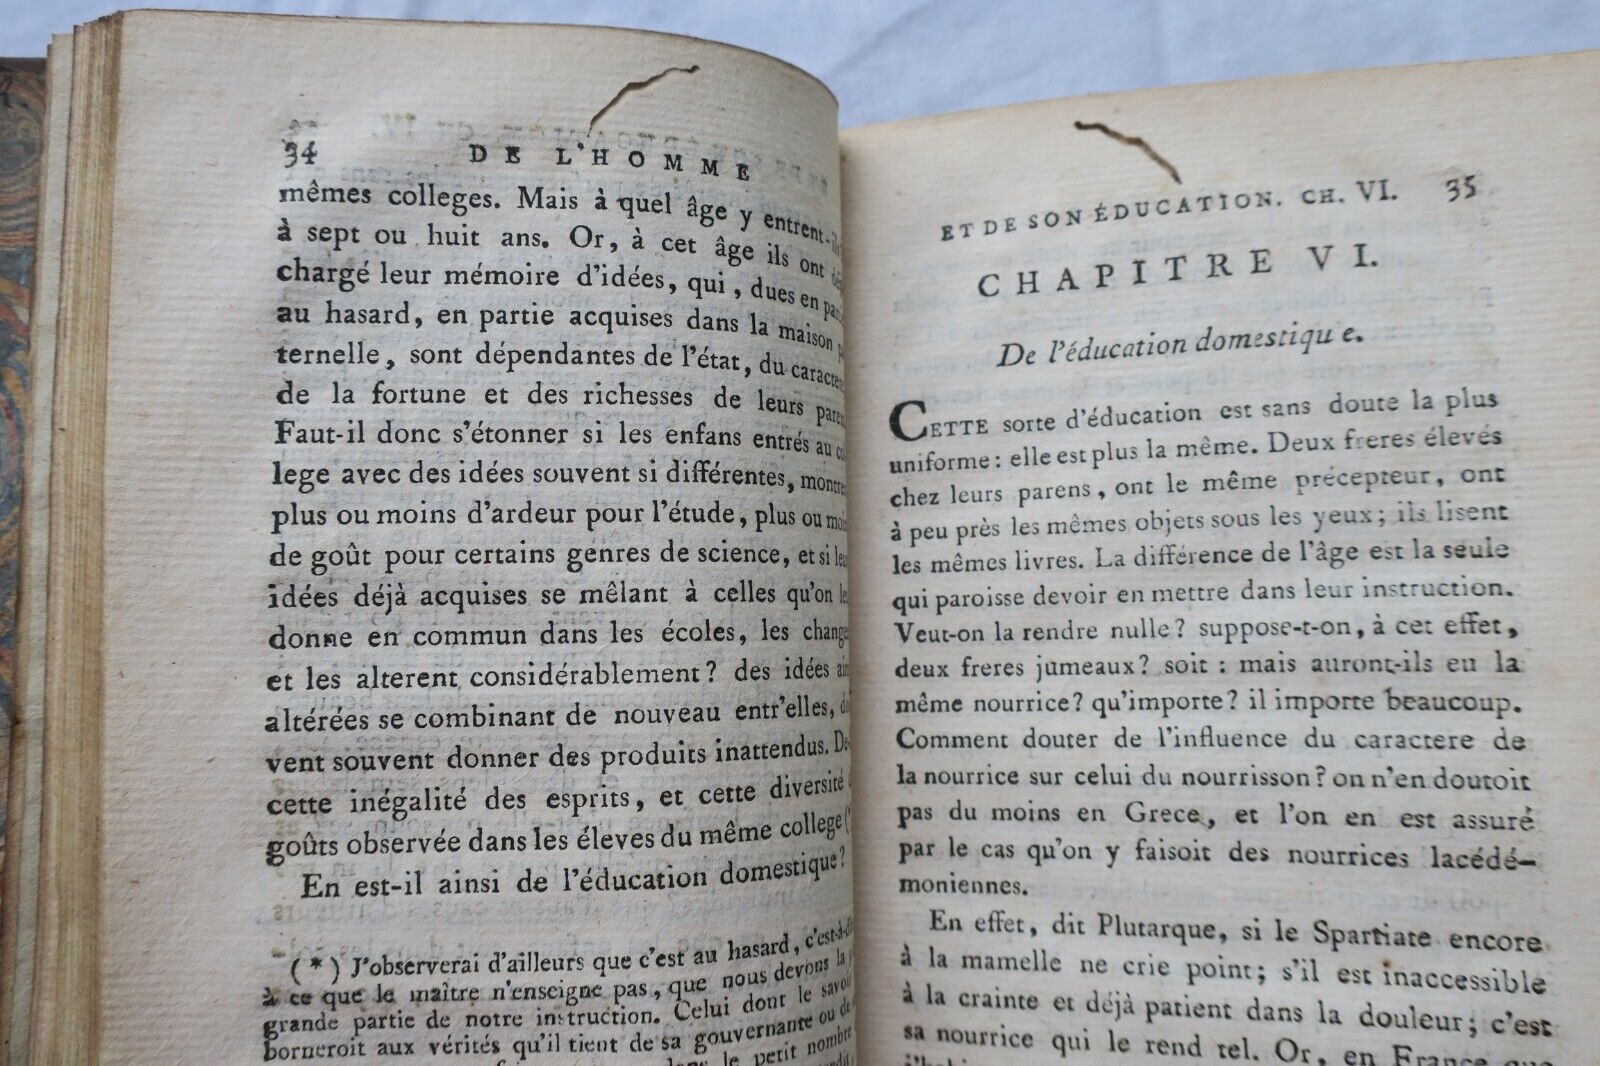 34 DE L'HOMME
mêmes colleges. Mais à quel âge y entrent-ils
à sept ou huit ans. Or, à cet âge ils ont
chargé leur mémoire d'idées, qui, dues en
au hasard, en partie acquises dans la maison
ternelle, sont dépendantes de l'état, du caractere
de la fortune et des richesses de leurs
Faut-il donc s'étonner si les enfans entrés au
lege avec des idées souvent si différentes,
plus ou moins d'ardeur pour l'étude, plus ou
de goût pour certains genres de science, et si
idées déjà acquises se mêlant à celles qu'on
donne en commun dans les écoles, les
et les alterent considérablement? des idées
altérées se combinant de nouveau entr'elles,
vent souvent donner des produits inattendus. De-
cette inégalité des esprits, et cette diversité
goûts observée dans les éleves du même college (*
En est-il ainsi de l'éducation domestique?
(*) J'observerai d'ailleurs que c'est au hasard, c'est-à-
à ce que le maître n'enseigne pas, que nous devons la
grande partie de notre instruction. Celui dont le savoir
borneroit aux vérités qu'il tient de sa gouvernante ou de
le petit nombre
ET DE SON ÉDUCATION. CH. VI. 35
CHAPITRE VI.
De l'éducation domestique.
CETTE sorte d'éducation est sans doute la plus
uniforme: elle est plus la même. Deux freres élevés
chez leurs parens, ont le même précepteur, ont
à peu près les mêmes objets sous les yeux; ils lisent
les mêmes livres. La différence de l'âge est la seule
qui paroisse devoir en mettre dans leur instruction.
Veut-on la rendre nulle? suppose-t-on, à cet effet,
deux freres jumeaux? soit: mais auront-ils eu la
même nourrice? qu'importe? il importe beaucoup.
Comment douter de l'influence du caractere de
la nourrice sur celui du nourrisson? on n'en doutoit
pas du moins en Grece, et l'on en est assuré
par le cas qu'on y faisoit des nourrices lacédé-
moniennes.
En effet, dit Plutarque, si le Spartiate encore
à la mamelle ne crie point; s'il est inaccessible
à la crainte et déjà patient dans la douleur; c'est
sa nourrice qui le rend tel. Or, en France que